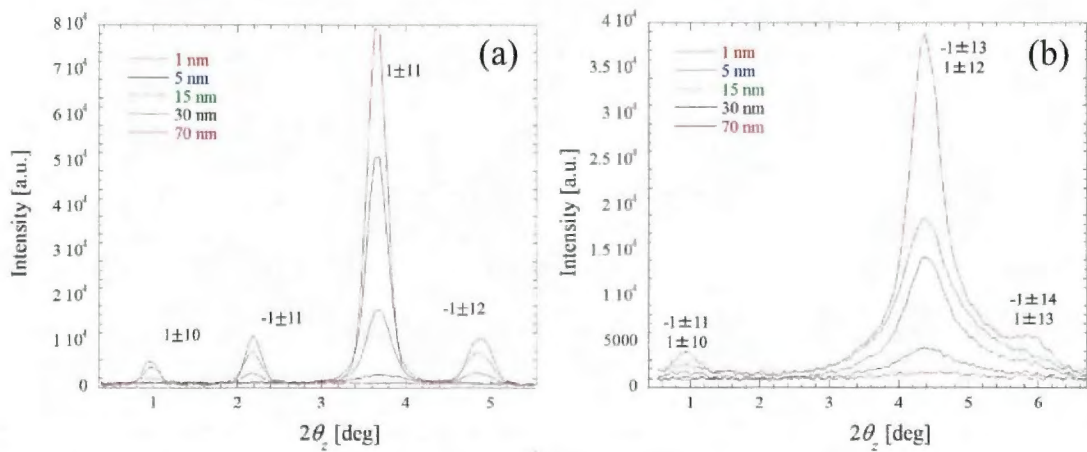 8 10⁴
7 10⁴
6 10⁴
5 10⁴
4 10⁴
3 10⁴
2 10⁴
1 10⁴
0
Intensity [a.u.]
1 nm
5 nm
15 nm
30 nm
70 nm
(a)
1±11
1±10
-1±11
-1±12
1 2 3 4 5
2θz [deg]
4 10⁴
3.5 10⁴
3 10⁴
2.5 10⁴
2 10⁴
1.5 10⁴
1 10⁴
5000
0
Intensity [a.u.]
1 nm
5 nm
15 nm
30 nm
70 nm
(b)
-1±13
1±12
-1±11
1±10
-1±14
1±13
1 2 3 4 5 6
2θz [deg]